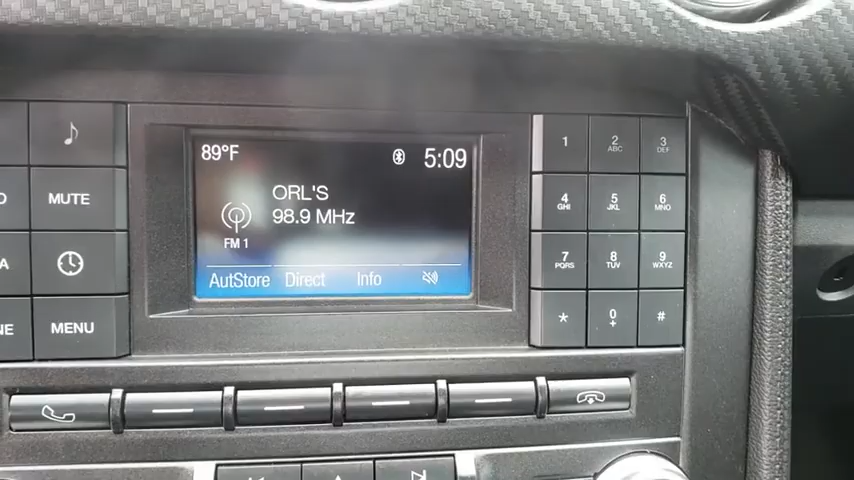 89°F 5:09
ORL'S
98.9 MHz
FM 1
AutStore Direct Info
MUTE
MENU
1 2 ABC 3 DEF
4 GHI 5 JKL 6 MNO
7 PQRS 8 TUV 9 WXYZ
* 0 + #